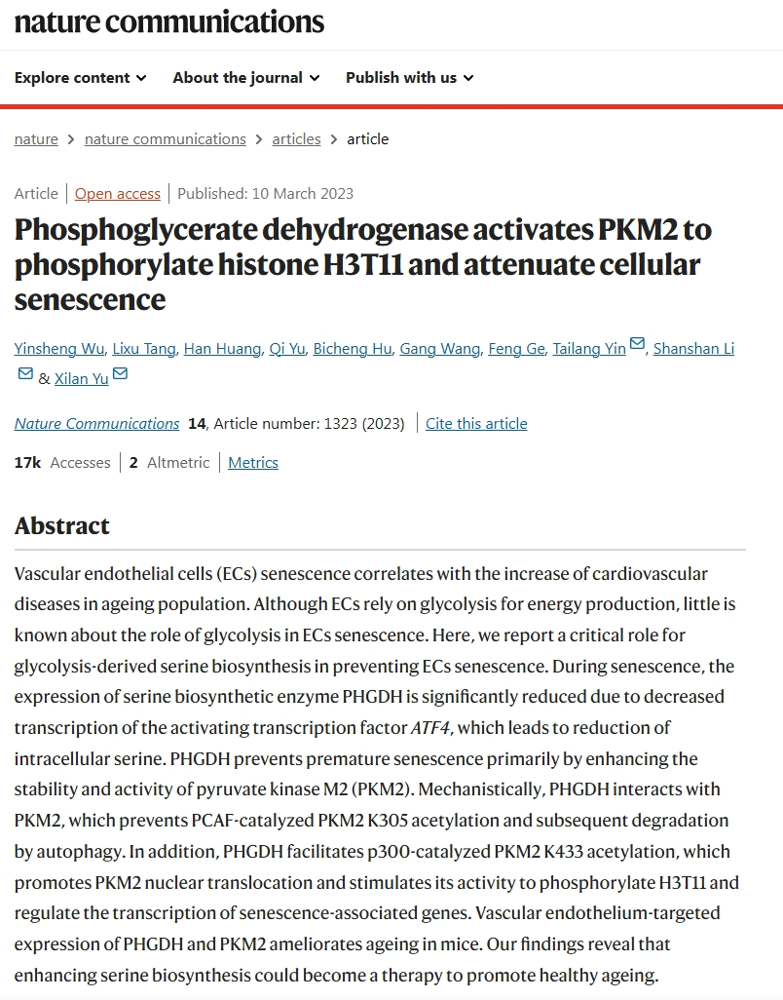 nature communications
Explore content About the journal Publish with us
nature > nature communications > articles > article
Article | Open access | Published: 10 March 2023
Phosphoglycerate dehydrogenase activates PKM2 to
phosphorylate histone H3T11 and attenuate cellular
senescence
Yinsheng Wu, Lixu Tang, Han Huang, Qi Yu, Bicheng Hu, Gang Wang, Feng Ge, Tailang Yin, Shanshan Li
& Xilan Yu
Nature Communications 14, Article number: 1323 (2023) | Cite this article
17k Accesses | 2 Altmetric | Metrics
Abstract
Vascular endothelial cells (ECs) senescence correlates with the increase of cardiovascular
diseases in ageing population. Although ECs rely on glycolysis for energy production, little is
known about the role of glycolysis in ECs senescence. Here, we report a critical role for
glycolysis-derived serine biosynthesis in preventing ECs senescence. During senescence, the
expression of serine biosynthetic enzyme PHGDH is significantly reduced due to decreased
transcription of the activating transcription factor ATF4, which leads to reduction of
intracellular serine. PHGDH prevents premature senescence primarily by enhancing the
stability and activity of pyruvate kinase M2 (PKM2). Mechanistically, PHGDH interacts with
PKM2, which prevents PCAF-catalyzed PKM2 K305 acetylation and subsequent degradation
by autophagy. In addition, PHGDH facilitates p300-catalyzed PKM2 K433 acetylation, which
promotes PKM2 nuclear translocation and stimulates its activity to phosphorylate H3T11 and
regulate the transcription of senescence-associated genes. Vascular endothelium-targeted
expression of PHGDH and PKM2 ameliorates ageing in mice. Our findings reveal that
enhancing serine biosynthesis could become a therapy to promote healthy ageing.